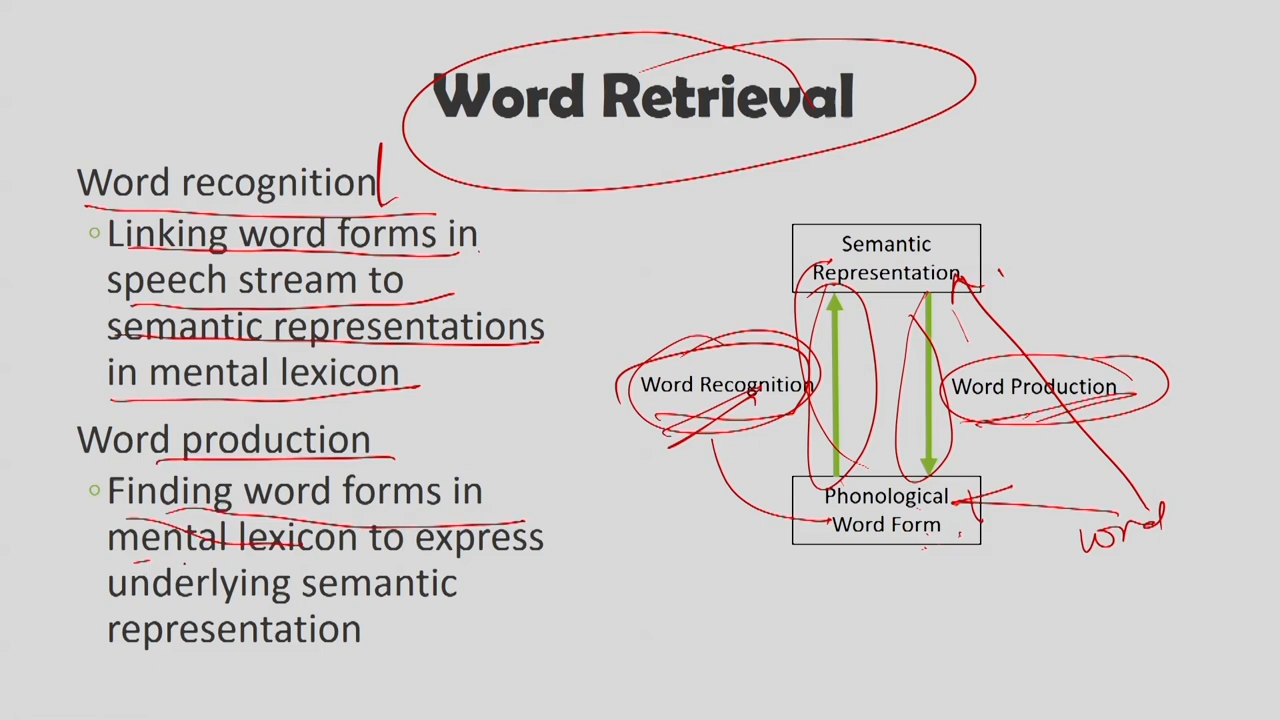 Word Retrieval
Word recognition
Linking word forms in
speech stream to
semantic representations
in mental lexicon
Word production
Finding word forms in
mental lexicon to express
underlying semantic
representation
Semantic
Representation
Word Recognition
Word Production
Phonological
Word Form
word